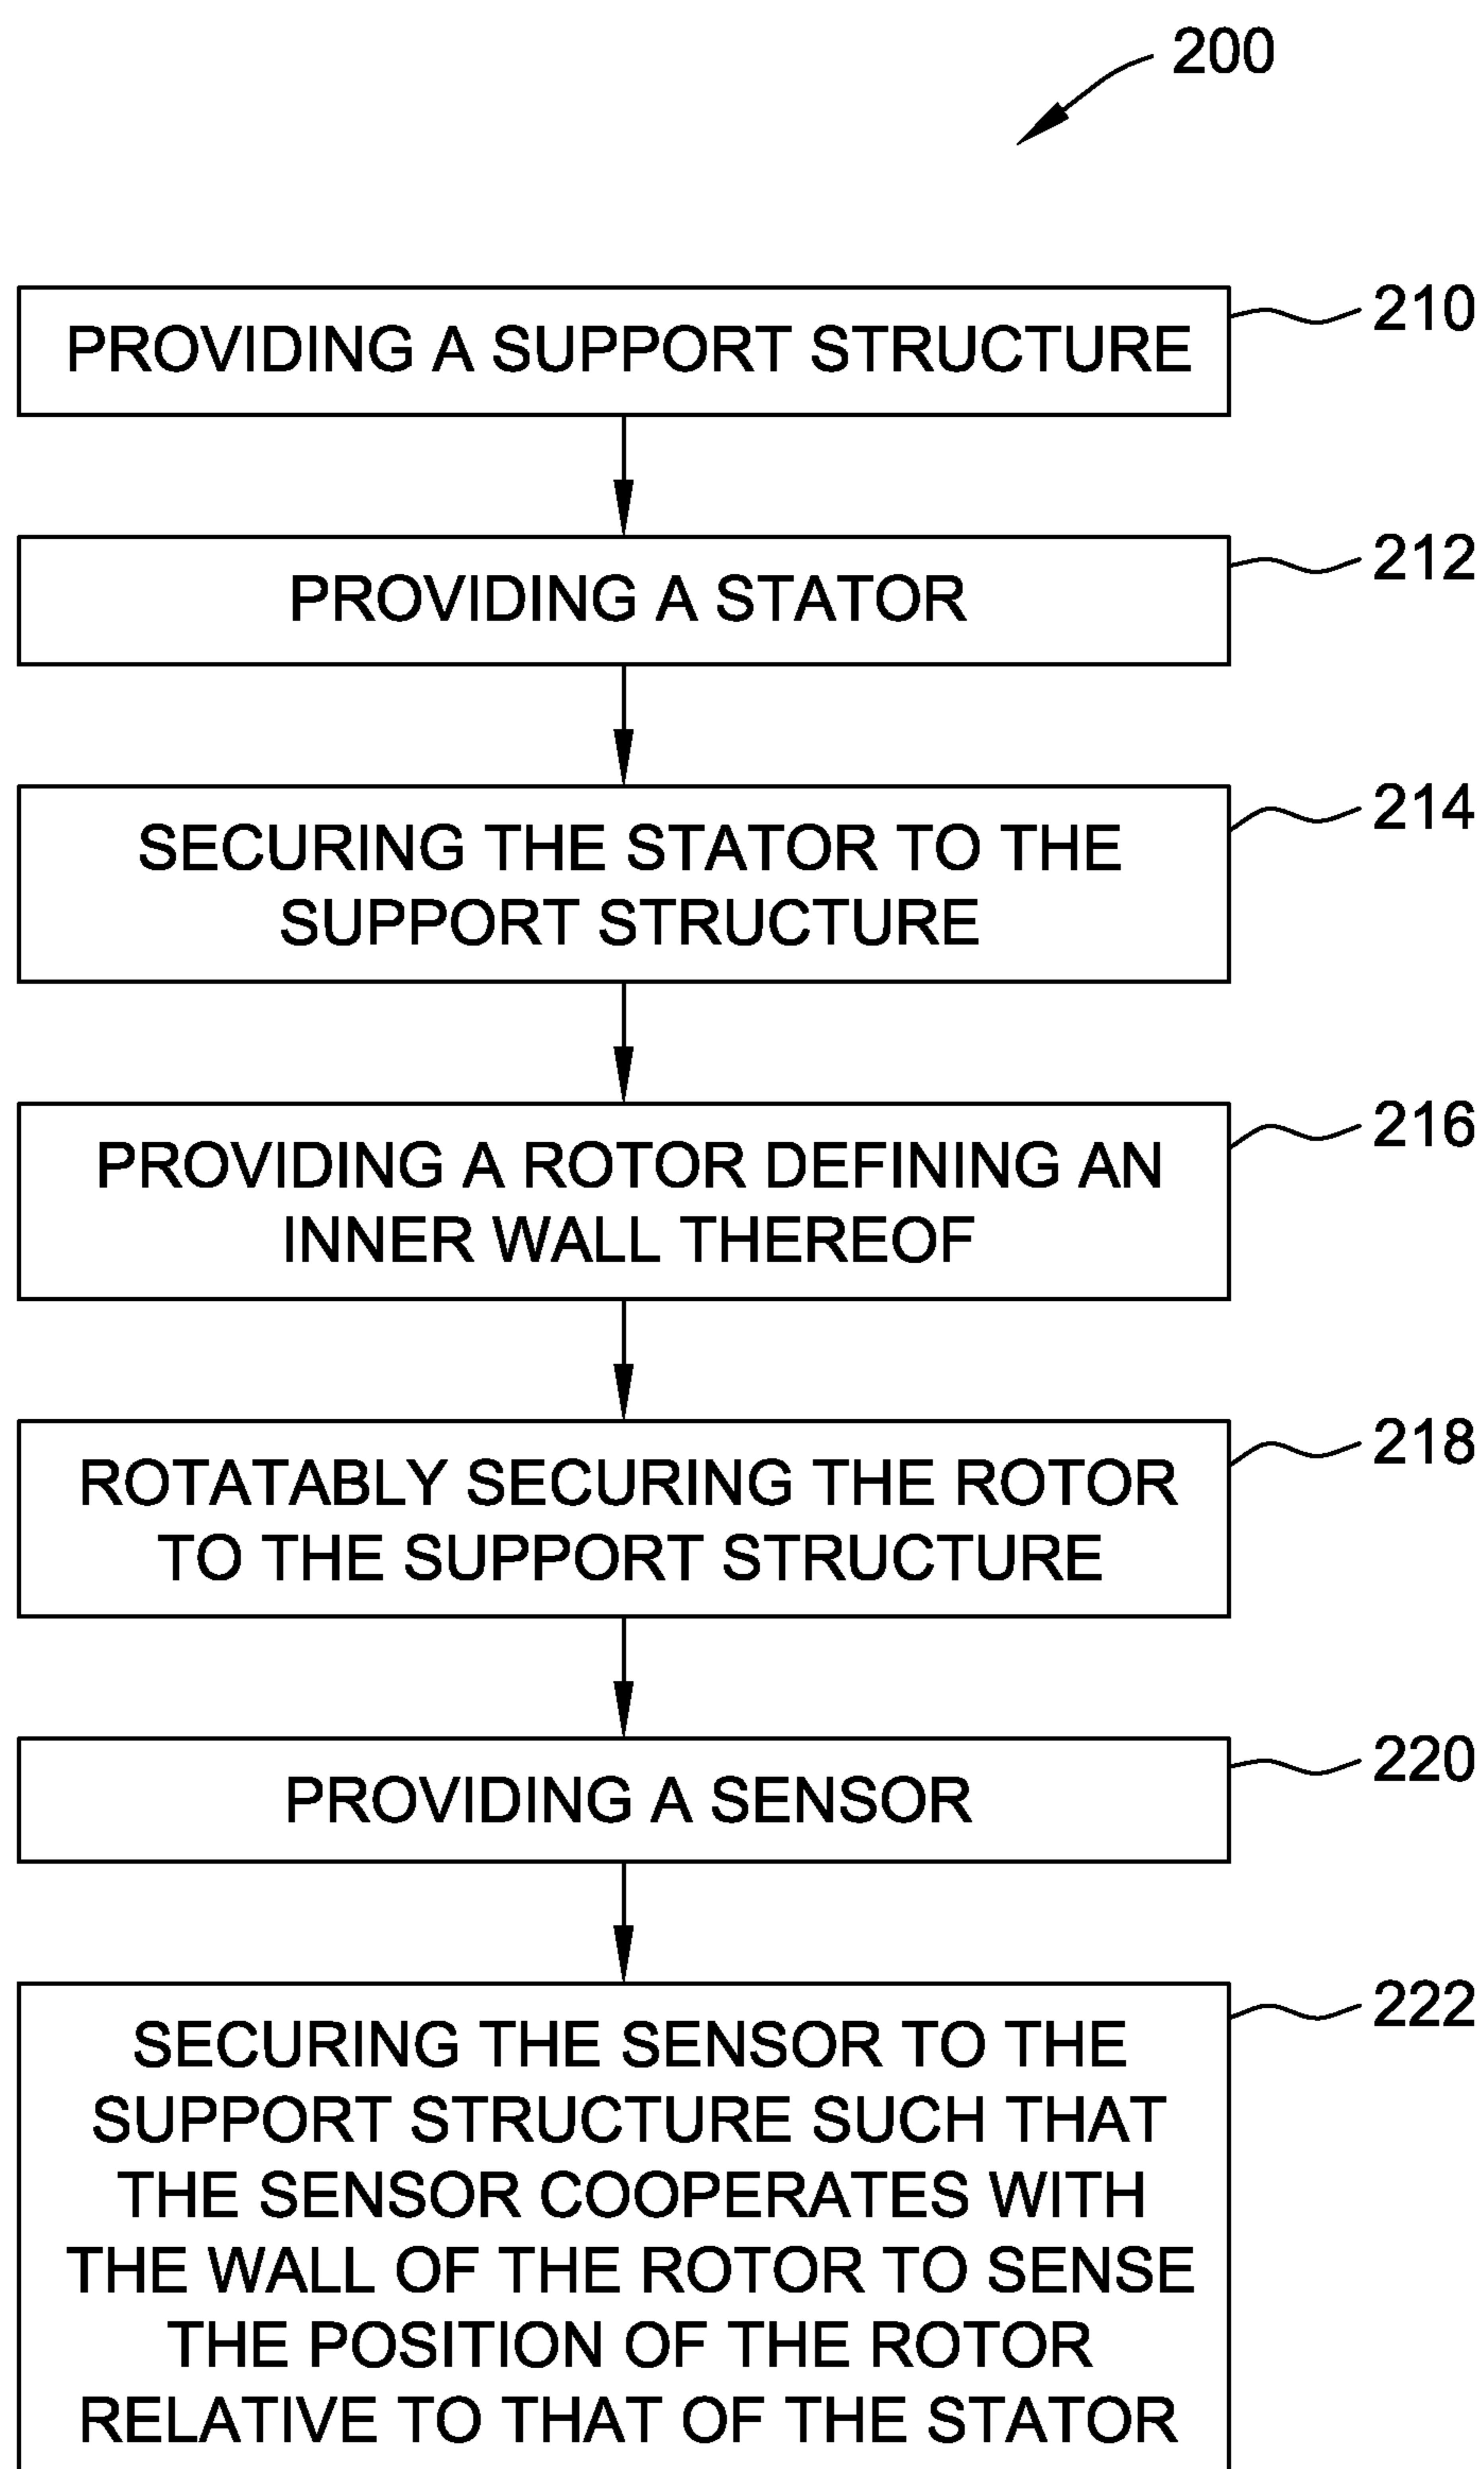 200
PROVIDING A SUPPORT STRUCTURE
210
PROVIDING A STATOR
212
SECURING THE STATOR TO THE
SUPPORT STRUCTURE
214
PROVIDING A ROTOR DEFINING AN
INNER WALL THEREOF
216
ROTATABLY SECURING THE ROTOR
TO THE SUPPORT STRUCTURE
218
PROVIDING A SENSOR
220
SECURING THE SENSOR TO THE
SUPPORT STRUCTURE SUCH THAT
THE SENSOR COOPERATES WITH
THE WALL OF THE ROTOR TO SENSE
THE POSITION OF THE ROTOR
RELATIVE TO THAT OF THE STATOR
222